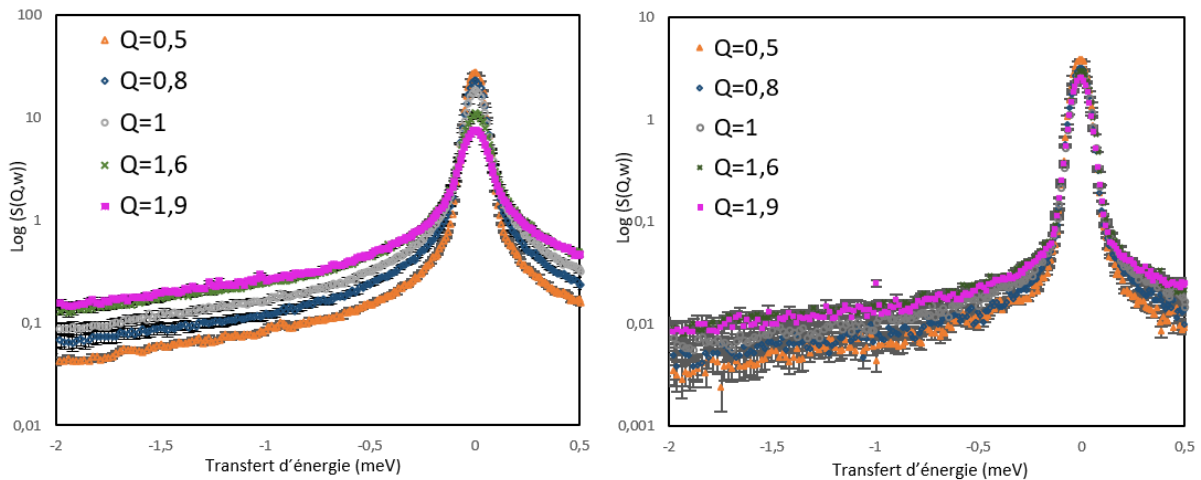 100
10
1
0,1
0,01
Log (S(Q,w))
Q=0,5
Q=0,8
Q=1
Q=1,6
Q=1,9
-2
-1,5
-1
-0,5
0
0,5
Transfert d'énergie (meV)
10
1
0,1
0,01
0,001
Log (S(Q,w))
Q=0,5
Q=0,8
Q=1
Q=1,6
Q=1,9
-2
-1,5
-1
-0,5
0
0,5
Transfert d'énergie (meV)